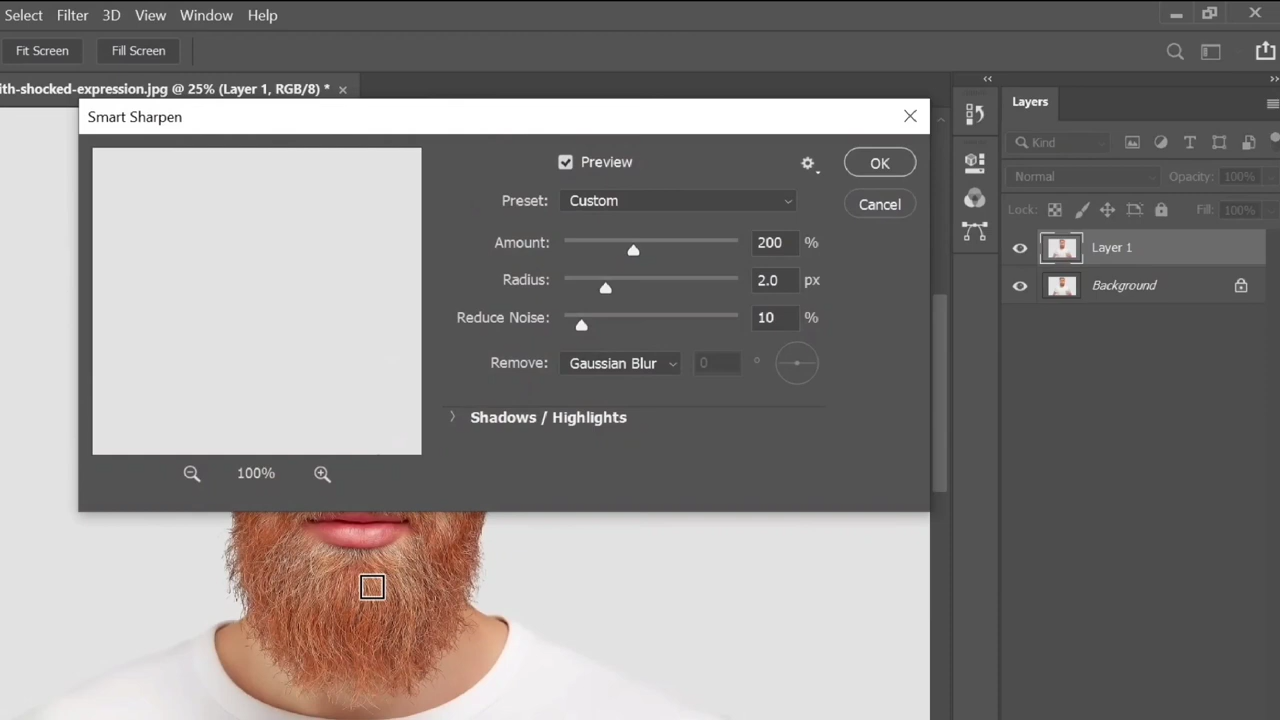 Select Filter 3D View Window Help
Fit Screen Fill Screen
ith-shocked-expression.jpg @ 25% (Layer 1, RGB/8) *
Smart Sharpen
Preview OK
Preset: Custom Cancel
Amount: 200 %
Radius: 2.0 px
Reduce Noise: 10 %
Remove: Gaussian Blur 0 °
Shadows / Highlights
100%
Layers
Kind
Normal Opacity: 100%
Lock: Fill: 100%
Layer 1
Background